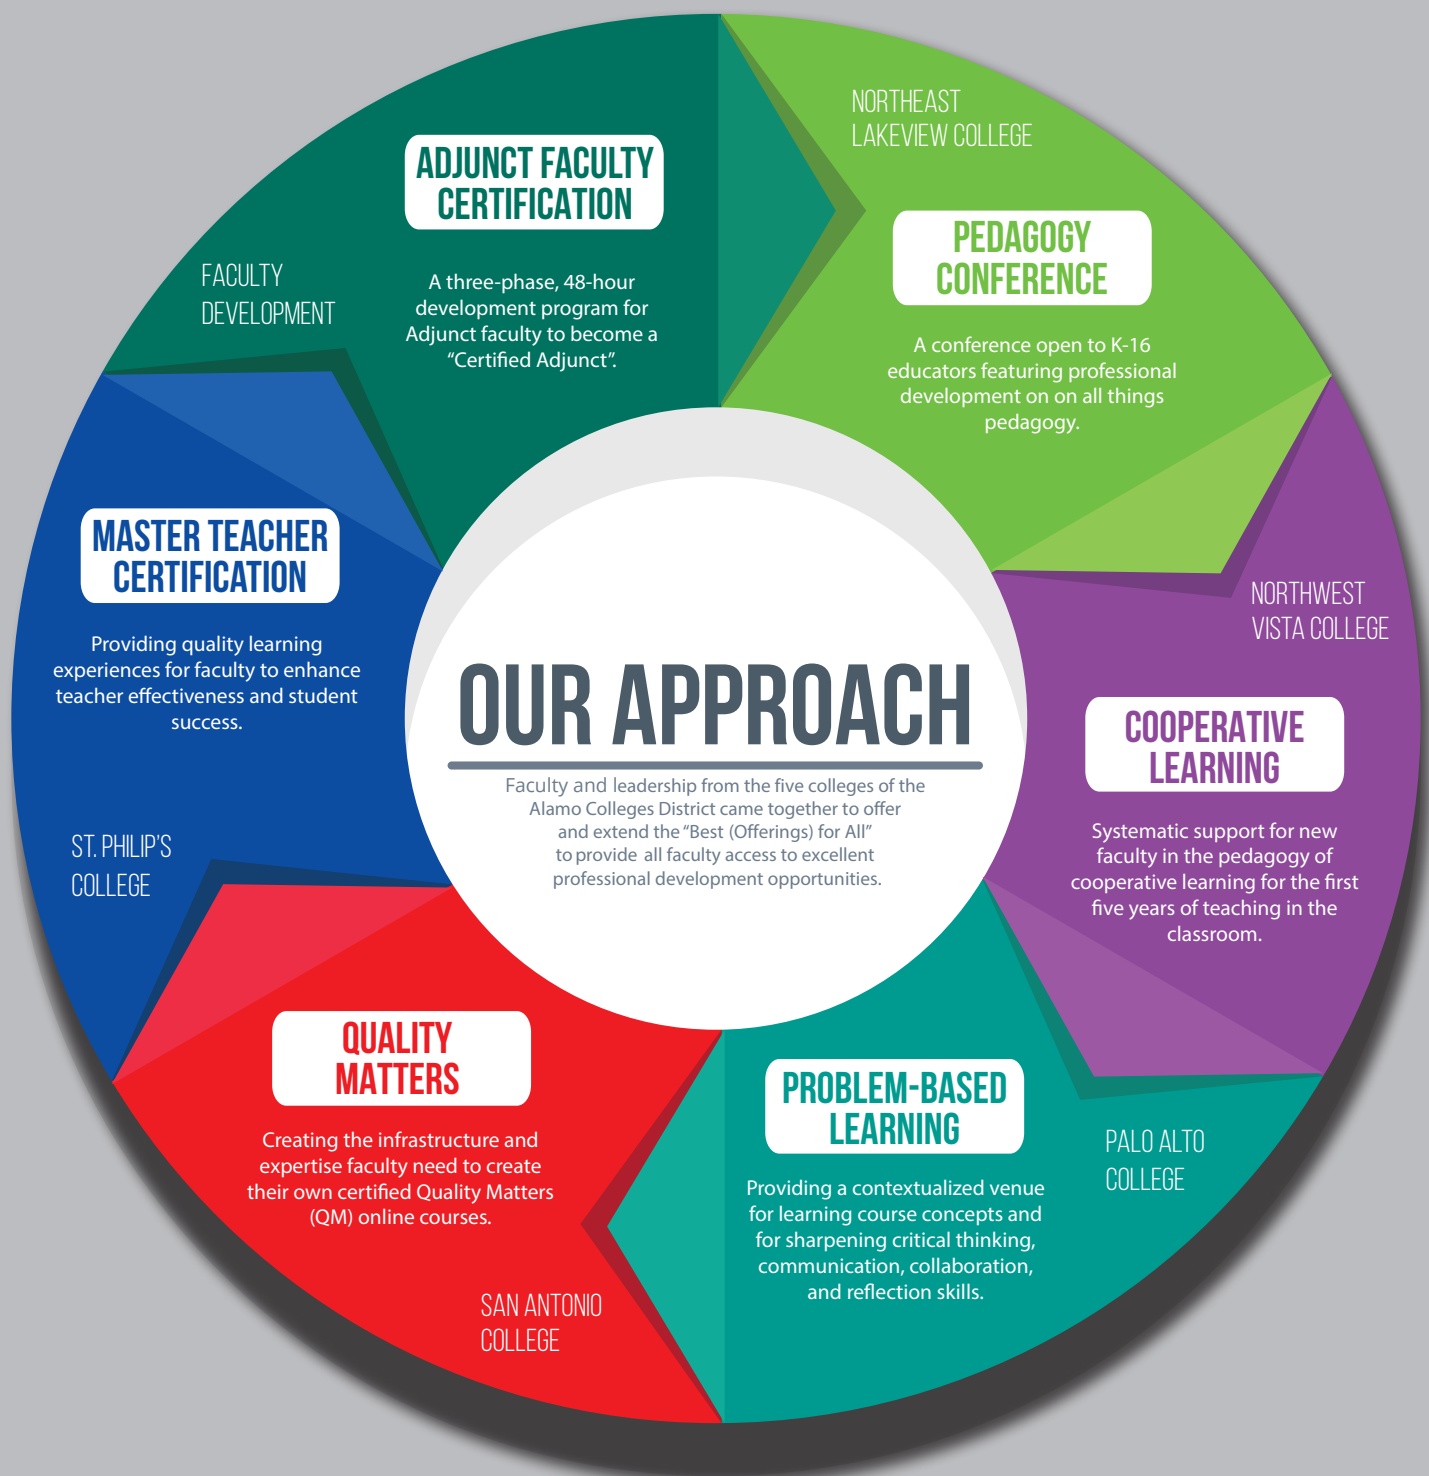 NORTHEAST
LAKEVIEW COLLEGE
PEDAGOGY
CONFERENCE
A conference open to K-16
educators featuring professional
development on on all things
pedagogy.
NORTHWEST
VISTA COLLEGE
COOPERATIVE
LEARNING
Systematic support for new
faculty in the pedagogy of
cooperative learning for the first
five years of teaching in the
classroom.
PALO ALTO
COLLEGE
PROBLEM-BASED
LEARNING
Providing a contextualized venue
for learning course concepts and
for sharpening critical thinking,
communication, collaboration,
and reflection skills.
SAN ANTONIO
COLLEGE
QUALITY
MATTERS
Creating the infrastructure and
expertise faculty need to create
their own certified Quality Matters
(QM) online courses.
ST. PHILIP'S
COLLEGE
MASTER TEACHER
CERTIFICATION
Providing quality learning
experiences for faculty to enhance
teacher effectiveness and student
success.
FACULTY
DEVELOPMENT
ADJUNCT FACULTY
CERTIFICATION
A three-phase, 48-hour
development program for
Adjunct faculty to become a
“Certified Adjunct”.
OUR APPROACH
Faculty and leadership from the five colleges of the
Alamo Colleges District came together to offer
and extend the “Best (Offerings) for All”
to provide all faculty access to excellent
professional development opportunities.